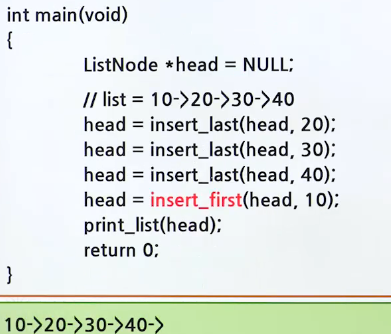 int main(void)
{
ListNode *head = NULL;
// list = 10->20->30->40
head = insert_last(head, 20);
head = insert_last(head, 30);
head = insert_last(head, 40);
head = insert_first(head, 10);
print_list(head);
return 0;
}
10->20->30->40->